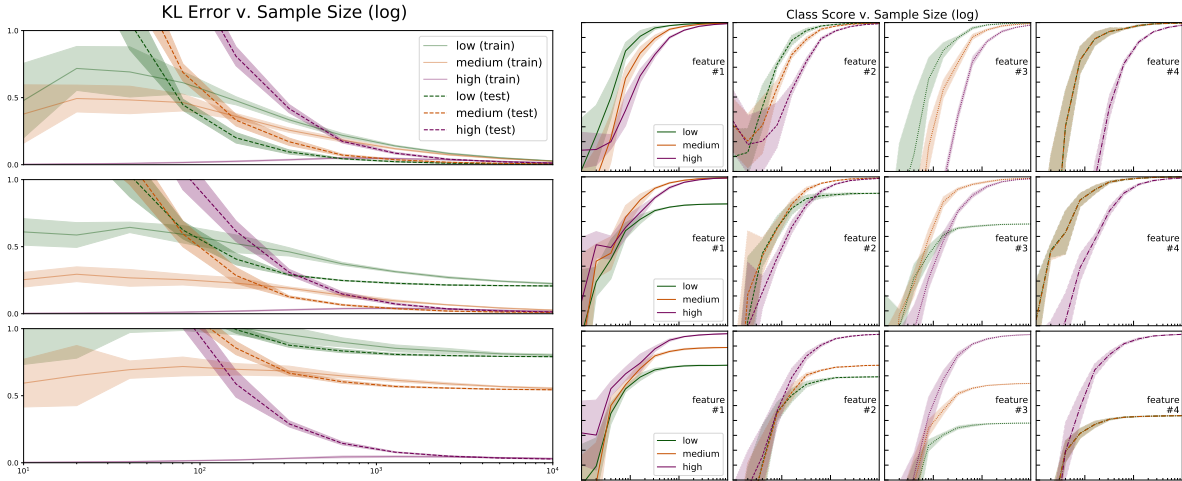 KL Error v. Sample Size (log)
1.0
0.5
0.0
low (train)
medium (train)
high (train)
low (test)
medium (test)
high (test)
1.0
0.5
0.0
1.0
0.5
0.0
10¹
10²
10³
10⁴
Class Score v. Sample Size (log)
feature
#1
low
medium
high
feature
#2
feature
#3
feature
#4
feature
#1
low
medium
high
feature
#2
feature
#3
feature
#4
feature
#1
low
medium
high
feature
#2
feature
#3
feature
#4